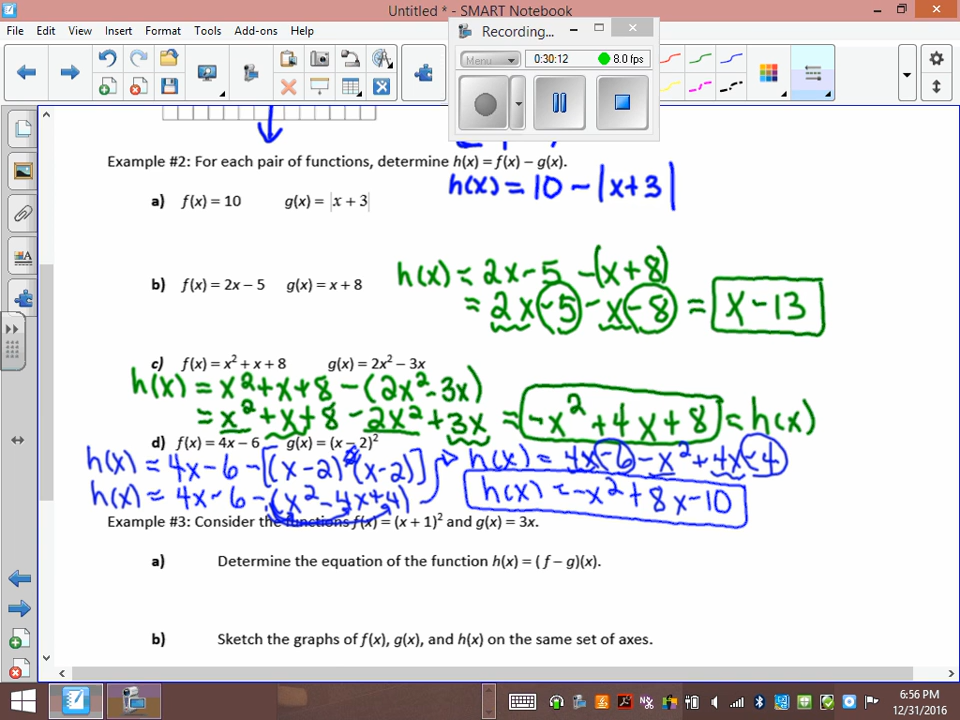 Untitled * - SMART Notebook
File Edit View Insert Format Tools Add-ons Help
Recording...
Menu 0:30:12 8.0 fps
Example #2: For each pair of functions, determine h(x) = f(x) – g(x).
h(x) = 10 - |x+3|
a) f(x) = 10 g(x) = |x + 3|
h(x) = 2x-5 -(x+8)
b) f(x) = 2x – 5 g(x) = x + 8
= 2x-5-x-8 = x-13
c) f(x) = x² + x + 8 g(x) = 2x² – 3x
h(x) = x²+x+8 -(2x²-3x)
= x²+x+8 -2x²+3x = -x²+4x+8 = h(x)
d) f(x) = 4x – 6 g(x) = (x – 2)²
h(x) = 4x-6-[(x-2)(x-2)] h(x) = 4x-6-x²+4x-4
h(x) = 4x-6-(x²-4x+4) h(x) = -x²+8x-10
Example #3: Consider the functions f(x) = (x + 1)² and g(x) = 3x.
a) Determine the equation of the function h(x) = ( f – g)(x).
b) Sketch the graphs of f(x), g(x), and h(x) on the same set of axes.
6:56 PM
12/31/2016